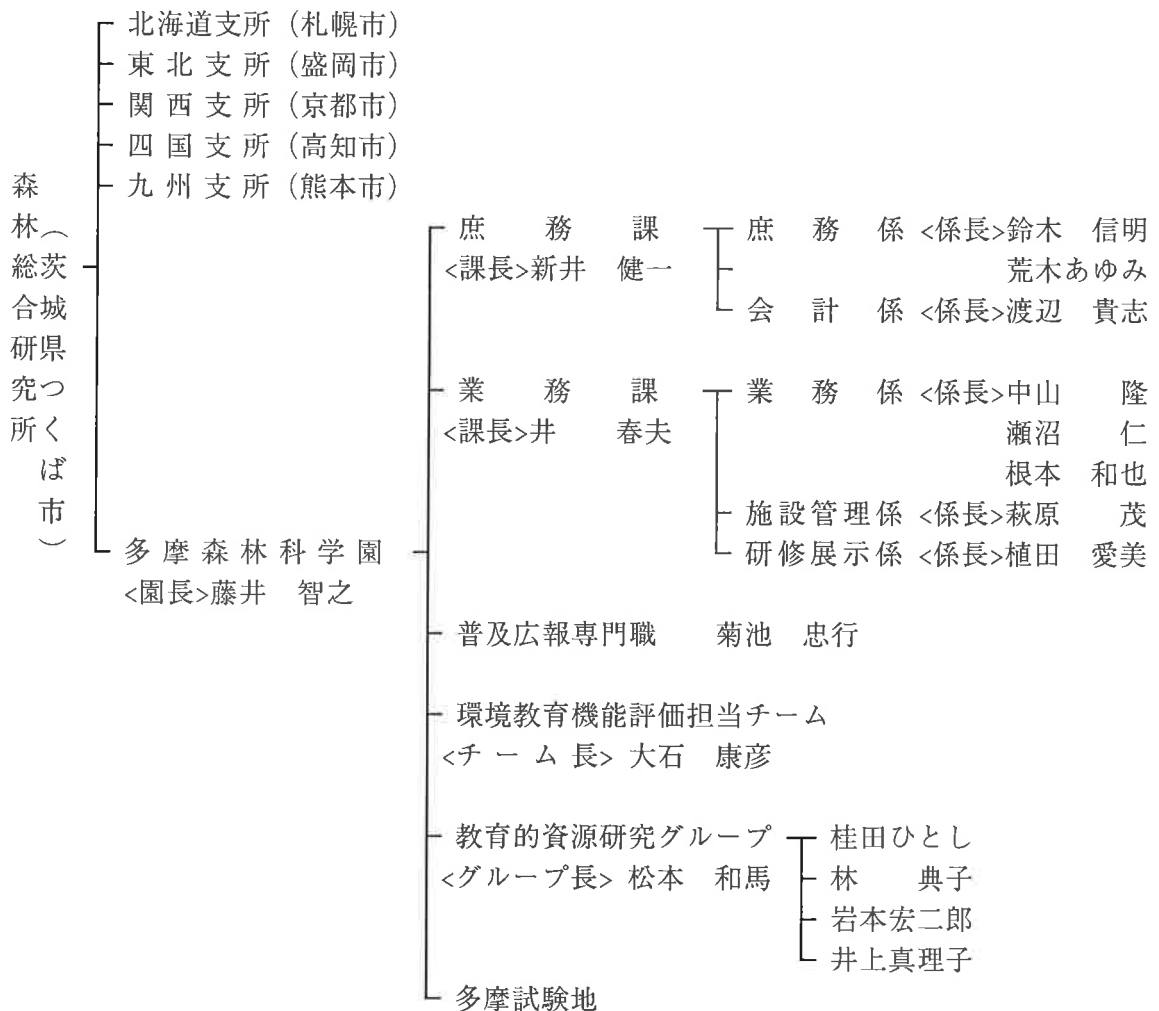 森林総合研究所
（茨城県つくば市）
北海道支所（札幌市）
東北支所（盛岡市）
関西支所（京都市）
四国支所（高知市）
九州支所（熊本市）
多摩森林科学園
<園長>藤井　智之
庶務課
<課長>新井　健一
庶務係<係長>鈴木　信明
荒木あゆみ
会計係<係長>渡辺　貴志
業務課
<課長>井　春夫
業務係<係長>中山　隆
瀬沼　仁
根本　和也
施設管理係<係長>萩原　茂
研修展示係<係長>植田　愛美
普及広報専門職　菊池　忠行
環境教育機能評価担当チーム
<チーム長>大石　康彦
教育的資源研究グループ
<グループ長>松本　和馬
桂田ひとし
林　典子
岩本宏二郎
井上真理子
多摩試験地